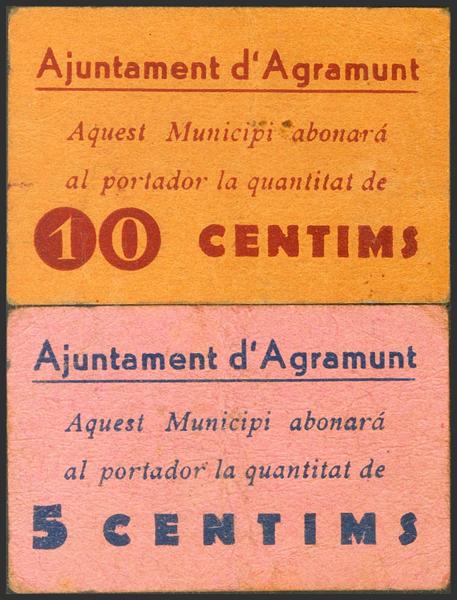 Ajuntament d'Agramunt
Aquest Municipi abonará
al portador la quantitat de
10 CENTIMS
Ajuntament d'Agramunt
Aquest Municipi abonará
al portador la quantitat de
5 CENTIMS